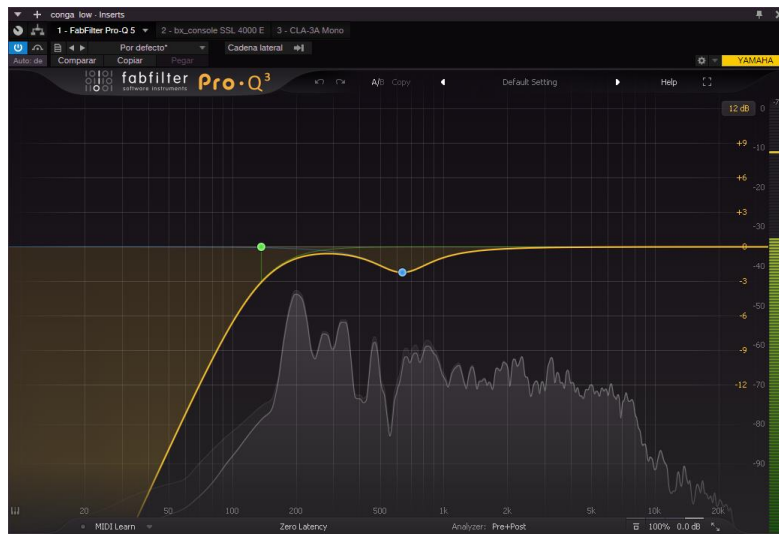 conga low - Inserts
1 - FabFilter Pro-Q 5 2 - bx_console SSL 4000 E 3 - CLA-3A Mono
Por defecto* Cadena lateral
Auto: de Comparar Copiar Pegar YAMAHA
fabfilter Pro·Q³ A/B Copy Default Setting Help
software instruments
12 dB 0
+9 -10
+6 -20
+3 -30
0 -40
-3 -50
-6 -60
-9
-12 -70
-80
-90
20 50 100 200 500 1k 2k 5k 10k 20k
MIDI Learn Zero Latency Analyzer: Pre+Post 100% 0.0 dB